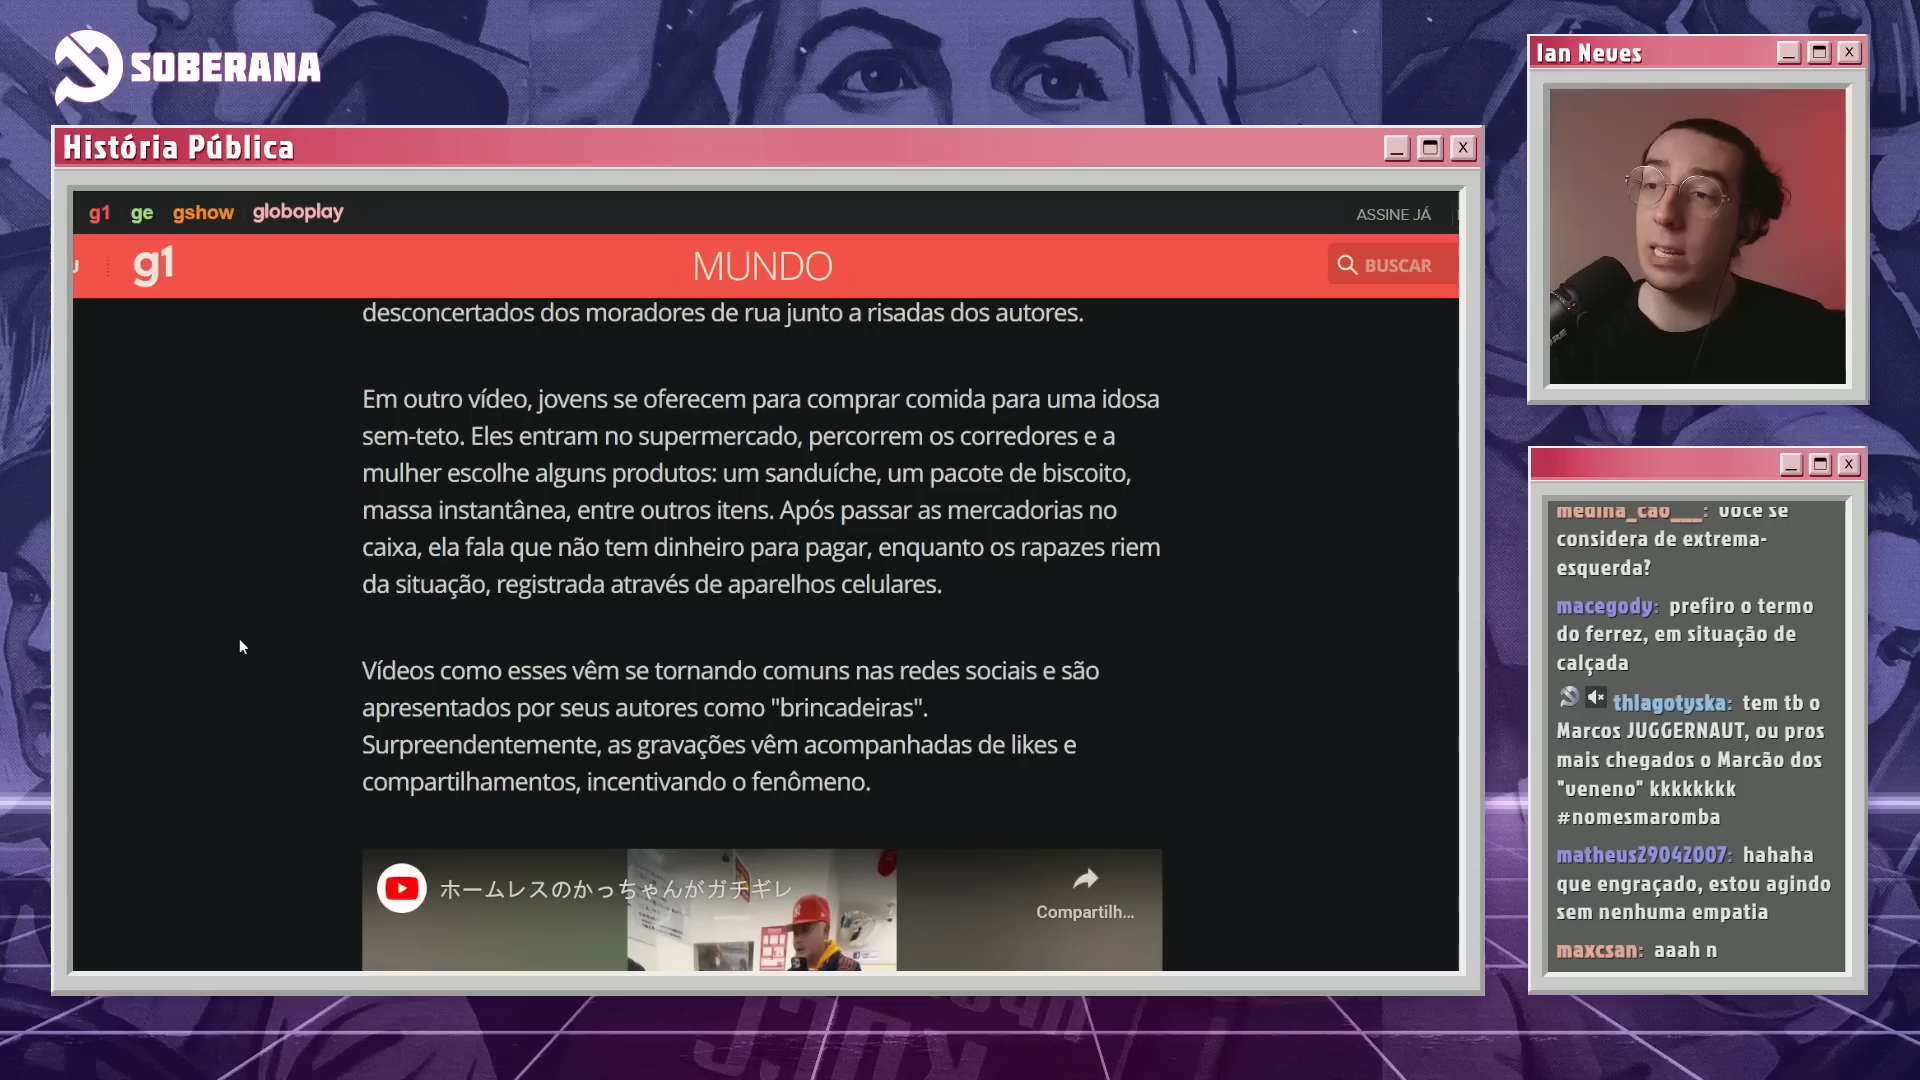 SOBERANA
História Pública
g1 ge gshow globoplay
ASSINE JÁ
g1
MUNDO
BUSCAR
desconcertados dos moradores de rua junto a risadas dos autores.
Em outro vídeo, jovens se oferecem para comprar comida para uma idosa
sem-teto. Eles entram no supermercado, percorrem os corredores e a
mulher escolhe alguns produtos: um sanduíche, um pacote de biscoito,
massa instantânea, entre outros itens. Após passar as mercadorias no
caixa, ela fala que não tem dinheiro para pagar, enquanto os rapazes riem
da situação, registrada através de aparelhos celulares.
Vídeos como esses vêm se tornando comuns nas redes sociais e são
apresentados por seus autores como "brincadeiras".
Surpreendentemente, as gravações vêm acompanhadas de likes e
compartilhamentos, incentivando o fenômeno.
ホームレスのかっちゃんがガチギレ
Compartilh...
Ian Neves
medina_cao___: você se
considera de extrema-
esquerda?
macegody: prefiro o termo
do ferrez, em situação de
calçada
thiagotyska: tem tb o
Marcos JUGGERNAUT, ou pros
mais chegados o Marcão dos
"veneno" kkkkkkkk
#nomesmaromba
matheus29042007: hahaha
que engraçado, estou agindo
sem nenhuma empatia
maxcsan: aaah n